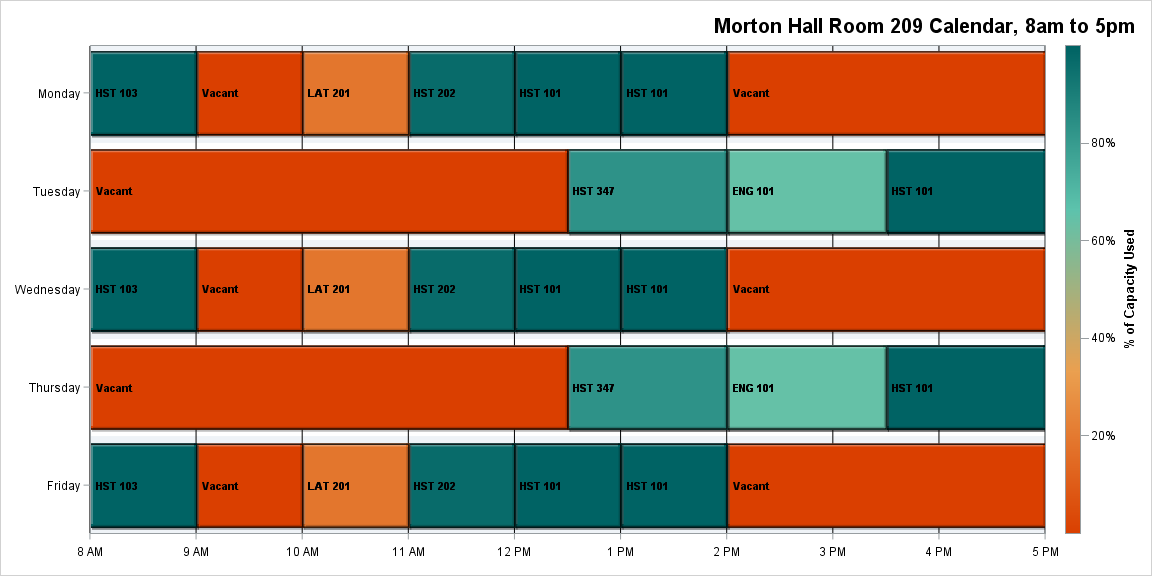 Morton Hall Room 209 Calendar, 8am to 5pm
Monday
HST 103
Vacant
LAT 201
HST 202
HST 101
HST 101
Vacant
Tuesday
Vacant
HST 347
ENG 101
HST 101
Wednesday
HST 103
Vacant
LAT 201
HST 202
HST 101
HST 101
Vacant
Thursday
Vacant
HST 347
ENG 101
HST 101
Friday
HST 103
Vacant
LAT 201
HST 202
HST 101
HST 101
Vacant
8 AM
9 AM
10 AM
11 AM
12 PM
1 PM
2 PM
3 PM
4 PM
5 PM
80%
60%
40%
20%
% of Capacity Used